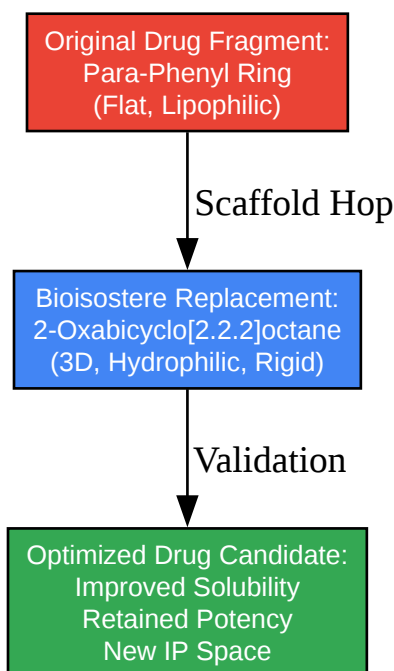 Original Drug Fragment:
Para-Phenyl Ring
(Flat, Lipophilic)
Scaffold Hop
Bioisostere Replacement:
2-Oxabicyclo[2.2.2]octane
(3D, Hydrophilic, Rigid)
Validation
Optimized Drug Candidate:
Improved Solubility
Retained Potency
New IP Space